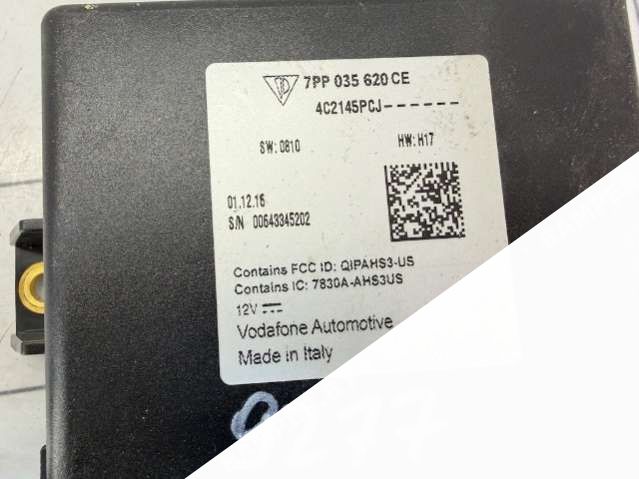 7PP 035 620 CE
4C2145PCJ------
SW:0810 HW:H17
01.12.16
S/N 00643345202
Contains FCC ID: QIPAHS3-US
Contains IC: 7830A-AHS3US
12V
Vodafone Automotive
Made in Italy